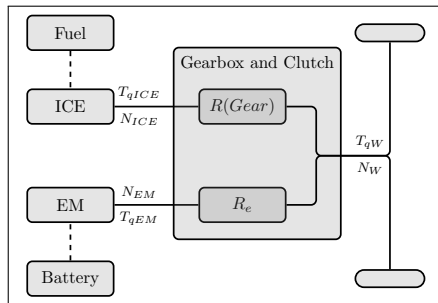 Fuel
Gearbox and Clutch
T_{qICE}
ICE
R(Gear)
N_{ICE}
T_{qW}
N_W
N_{EM}
EM
R_e
T_{qEM}
Battery